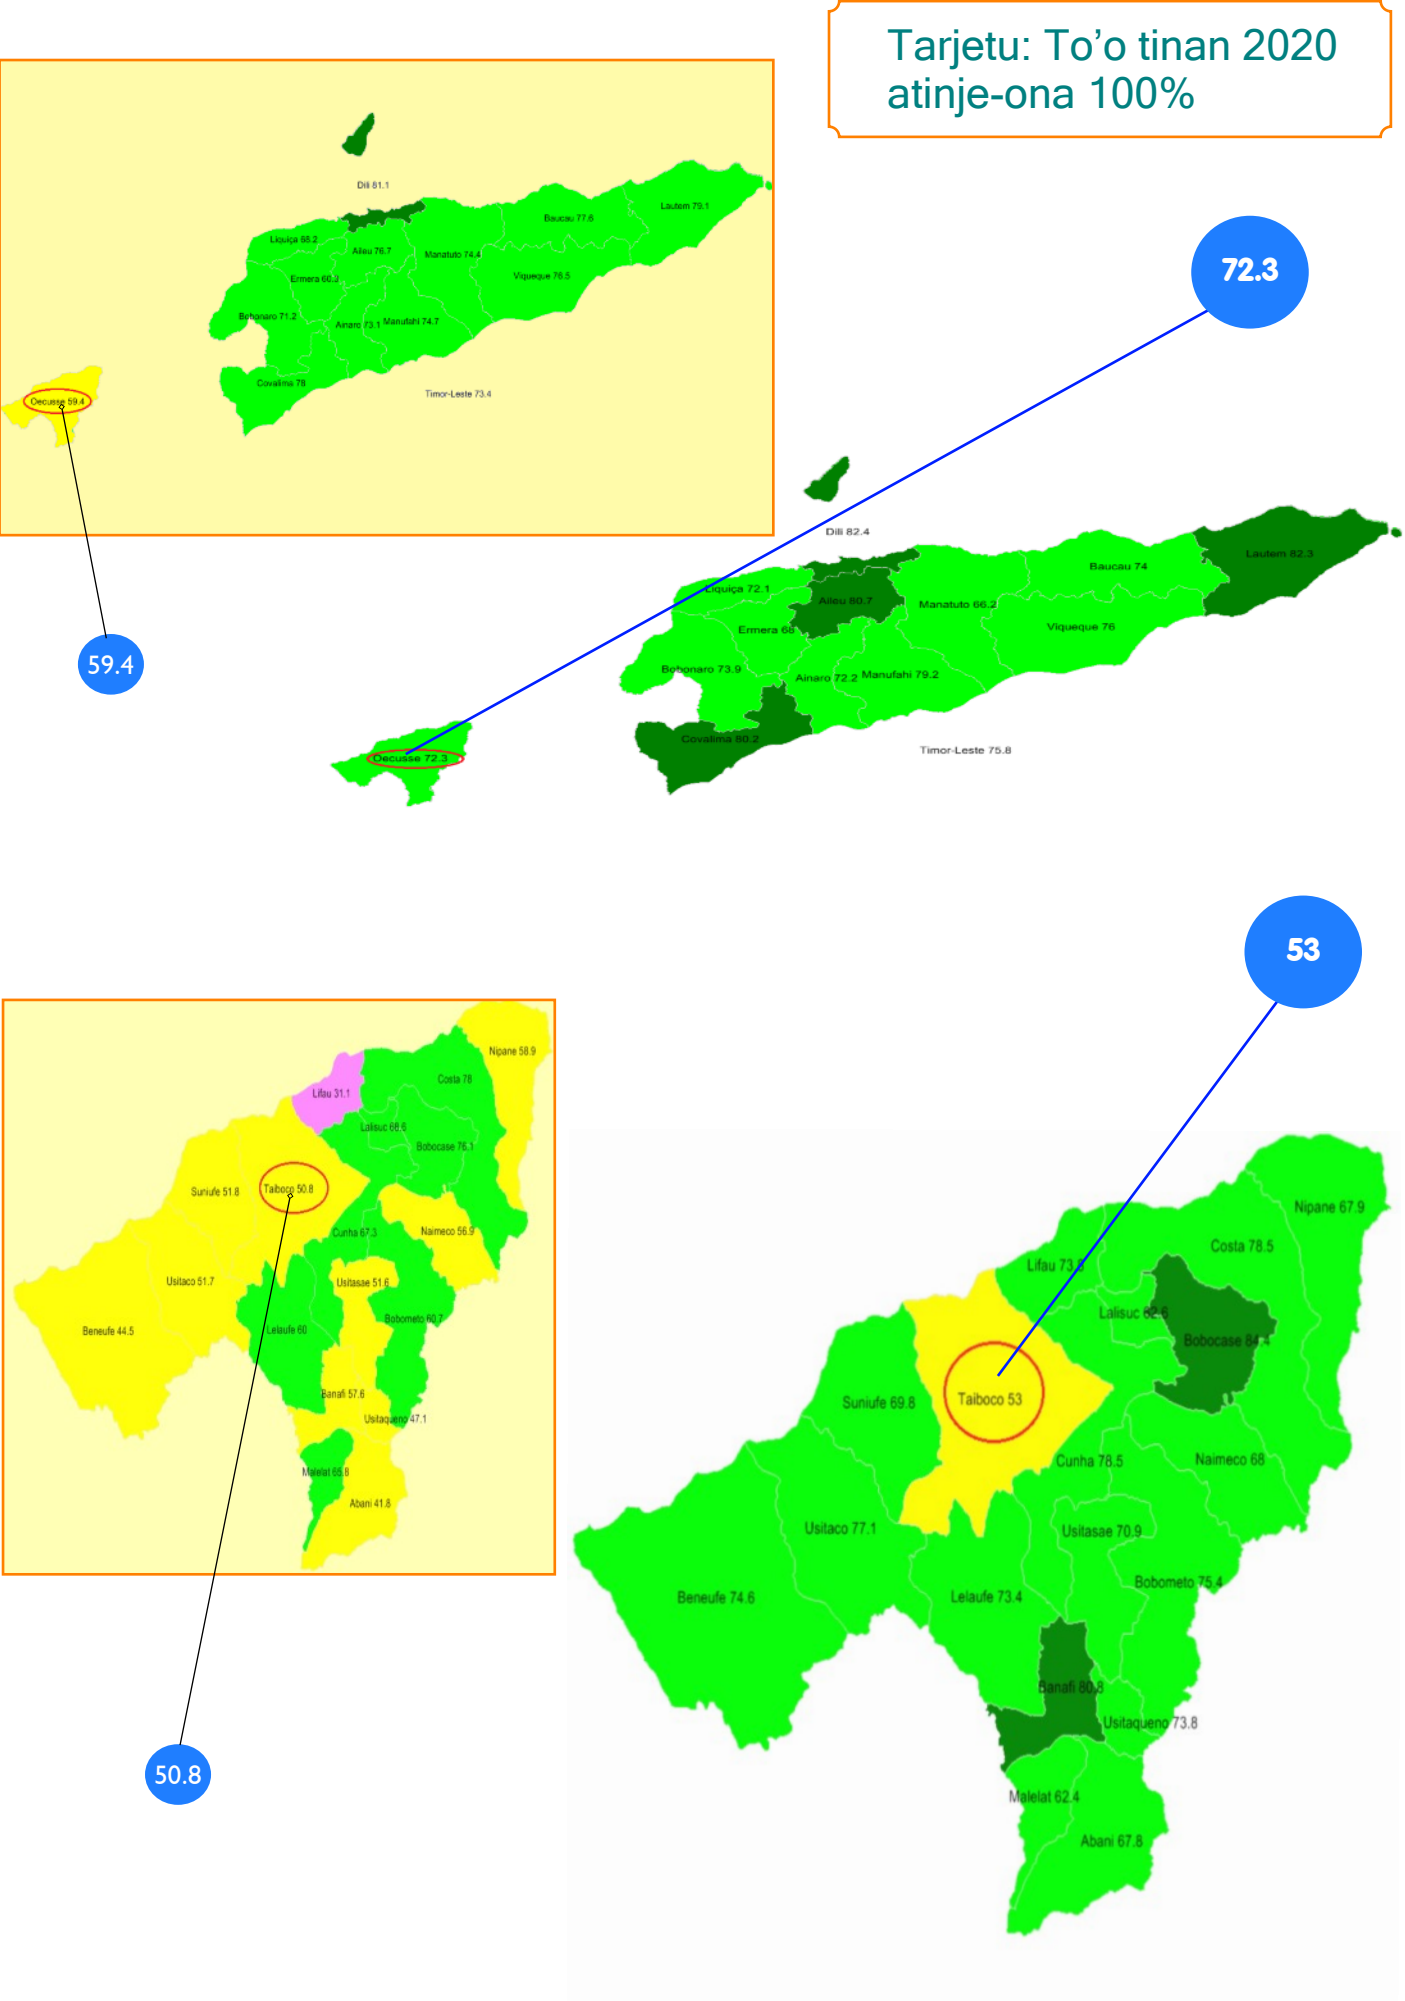 Tarjetu: To’o tinan 2020
atinje-ona 100%
Dili 81.1
Lautem 79.1
Baucau 77.6
Liquiça 68.2
Aileu 76.7
Manatuto 74.4
Viqueque 76.5
Ermera 60.3
Bobonaro 71.2
Ainaro 73.1
Manufahi 74.7
Covalima 78
Timor-Leste 73.4
Oecusse 59.4
59.4
72.3
Dili 82.4
Lautem 82.3
Baucau 74
Liquiça 72.1
Aileu 80.7
Manatuto 66.2
Ermera 68
Viqueque 76
Bobonaro 73.9
Ainaro 72.2
Manufahi 79.2
Covalima 80.2
Timor-Leste 75.8
Oecusse 72.3
53
Nipane 58.9
Costa 78
Lifau 31.1
Lalisuc 66.6
Bobocase 76.1
Suniufe 51.8
Taiboco 50.8
Cunha 67.3
Naimeco 56.9
Usitaco 51.7
Usitasae 51.6
Beneufe 44.5
Lelaufe 60
Bobometo 60.7
Banafi 57.6
Usitaqueno 47.1
Malelat 65.8
Abani 41.8
50.8
Nipane 67.9
Costa 78.5
Lifau
Lalisuc 62.6
Bobocase 84.4
Suniufe 69.8
Taiboco 53
Cunha 78.5
Naimeco 68
Usitaco 77.1
Usitasae 70.9
Bobometo 75.4
Beneufe 74.6
Lelaufe 73.4
Banafi 80.8
Usitaqueno 73.8
Malelat 62.4
Abani 67.8